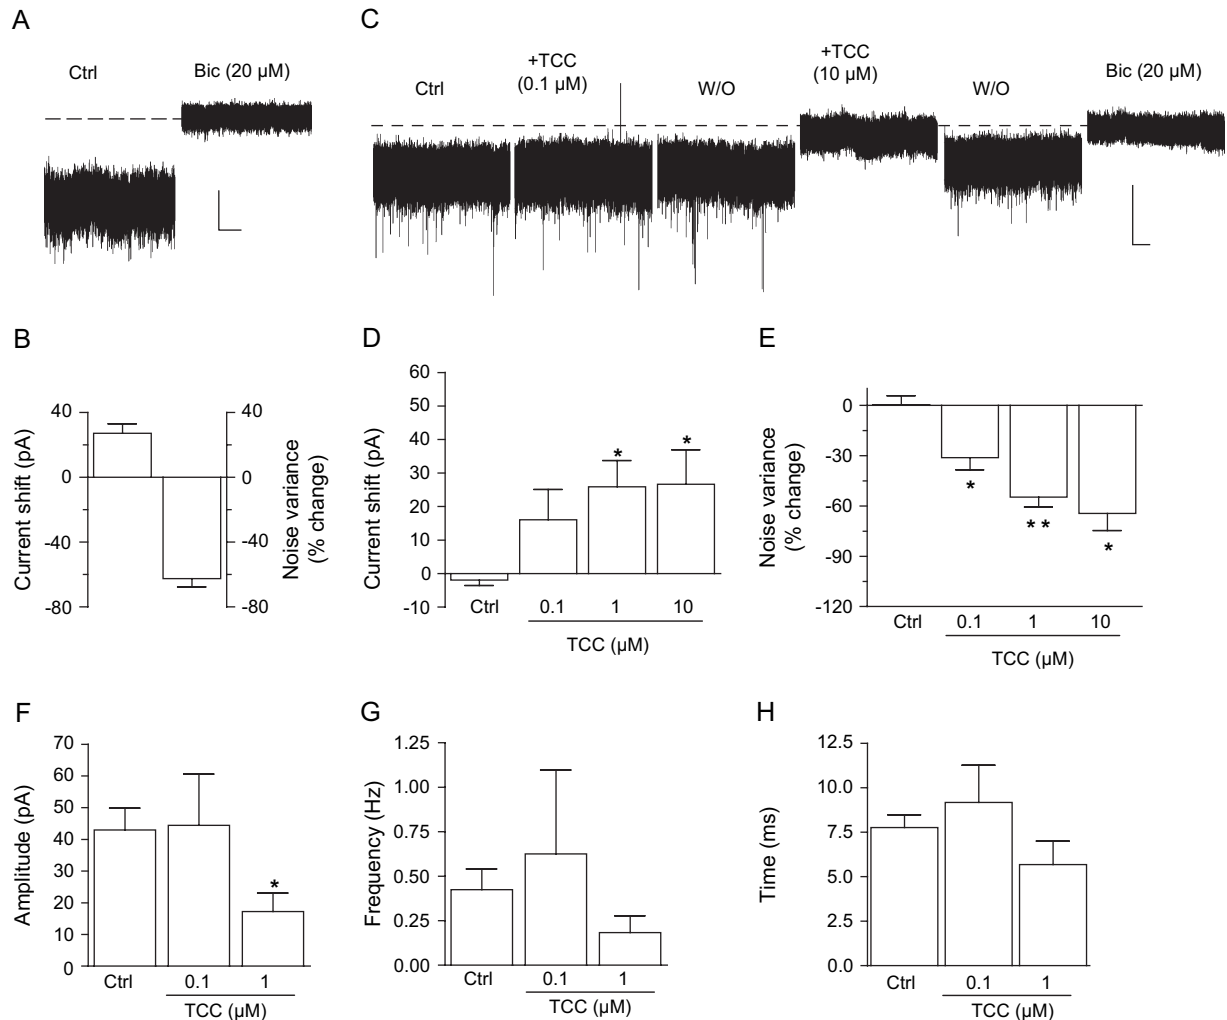 A
Ctrl
Bic (20 µM)
C
Ctrl
+TCC
(0.1 µM)
W/O
+TCC
(10 µM)
W/O
Bic (20 µM)
B
Current shift (pA)
40
0
-40
-80
40
0
-40
-80
Noise variance
(% change)
D
Current shift (pA)
60
50
40
30
20
10
0
-10
*
*
Ctrl
0.1
1
10
TCC (µM)
E
Noise variance
(% change)
0
-30
-60
-90
-120
*
**
*
Ctrl
0.1
1
10
TCC (µM)
F
Amplitude (pA)
70
60
50
40
30
20
10
0
*
Ctrl
0.1
1
TCC (µM)
G
Frequency (Hz)
1.25
1.00
0.75
0.50
0.25
0.00
Ctrl
0.1
1
TCC (µM)
H
Time (ms)
12.5
10.0
7.5
5.0
2.5
0.0
Ctrl
0.1
1
TCC (µM)